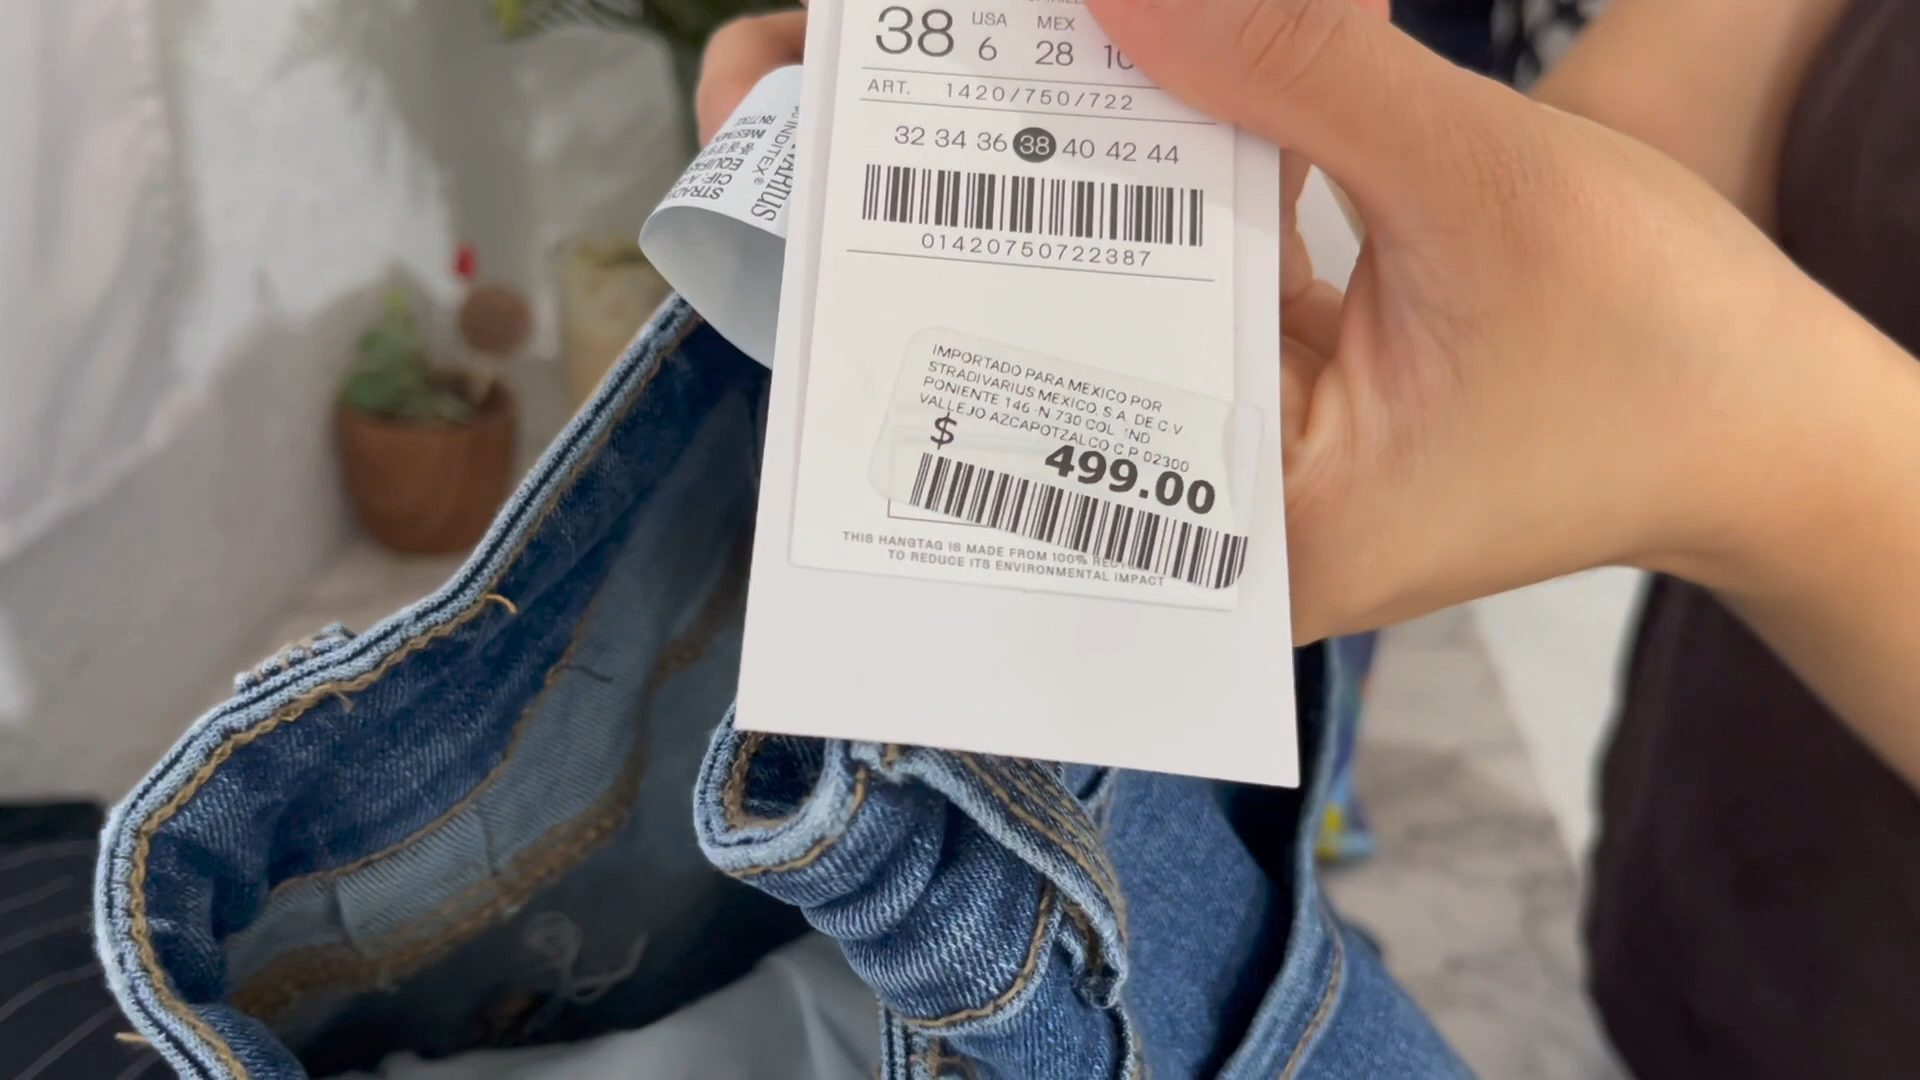 38 USA 6 MEX 28
ART. 1420/750/722
32 34 36 38 40 42 44
01420750722387
IMPORTADO PARA MEXICO POR
STRADIVARIUS MEXICO, S.A. DE C.V
PONIENTE 146 N 730 COL. IND
VALLEJO AZCAPOTZALCO C P 02300
$ 499.00
THIS HANGTAG IS MADE FROM 100%
TO REDUCE ITS ENVIRONMENTAL IMPACT
INDITEX®